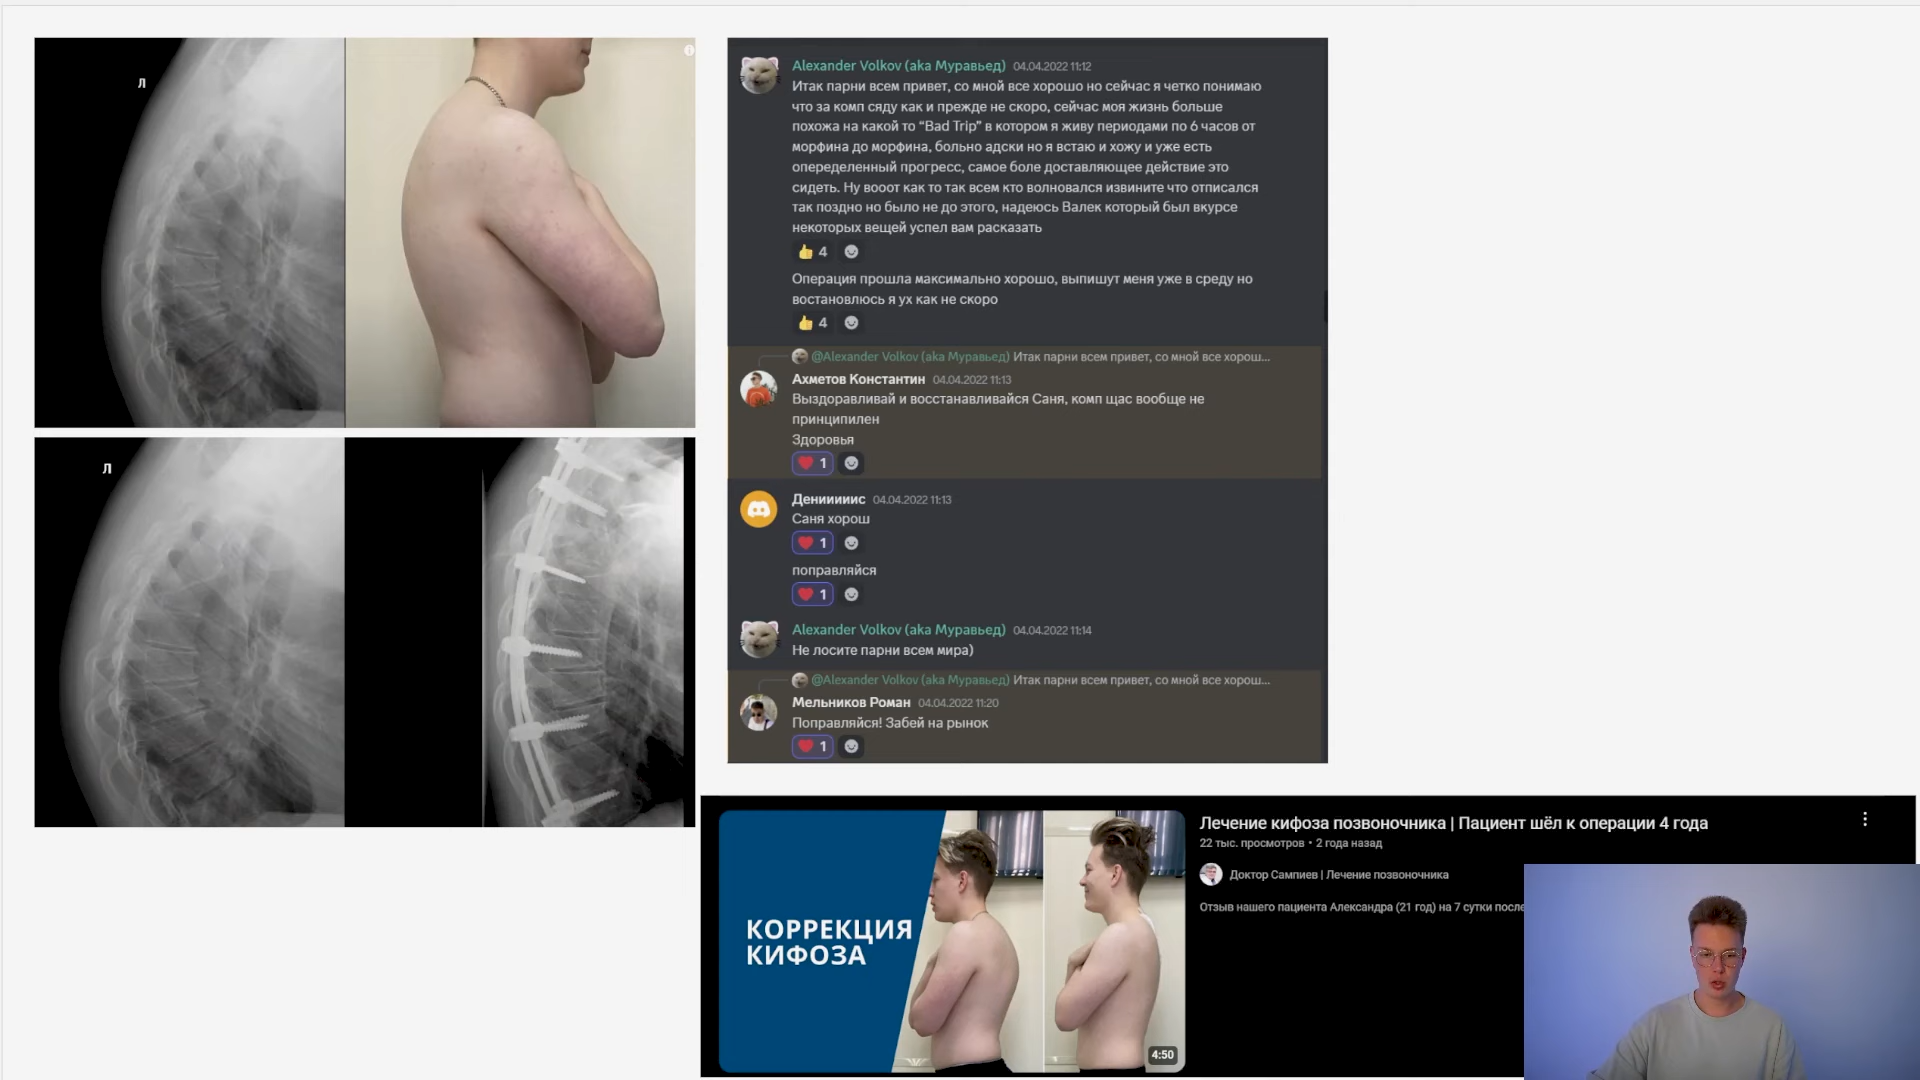 Л
Л
Alexander Volkov (aka Муравьед) 04.04.2022 11:12
Итак парни всем привет, со мной все хорошо но сейчас я четко понимаю
что за комп сяду как и прежде не скоро, сейчас моя жизнь больше
похожа на какой то “Bad Trip” в котором я живу периодами по 6 часов от
морфина до морфина, больно адски но я встаю и хожу и уже есть
опеределенный прогресс, самое боле доставляющее действие это
сидеть. Ну вооот как то так всем кто волновался извините что отписался
так поздно но было не до этого, надеюсь Валек который был вкурсе
некоторых вещей успел вам рассказать
👍 4
Операция прошла максимально хорошо, выпишут меня уже в среду но
востановлюсь я ух как не скоро
👍 4
@Alexander Volkov (aka Муравьед) Итак парни всем привет, со мной все хорош...
Ахметов Константин 04.04.2022 11:13
Выздоравливай и восстанавливайся Саня, комп щас вообще не
принципилен
Здоровья
❤️ 1
Дениииииис 04.04.2022 11:13
Саня хорош
❤️ 1
поправляйся
❤️ 1
Alexander Volkov (aka Муравьед) 04.04.2022 11:14
Не лосите парни всем мира)
@Alexander Volkov (aka Муравьед) Итак парни всем привет, со мной все хорош...
Мельников Роман 04.04.2022 11:20
Поправляйся! Забей на рынок
❤️ 1
КОРРЕКЦИЯ
КИФОЗА
4:50
Лечение кифоза позвоночника | Пациент шёл к операции 4 года
22 тыс. просмотров • 2 года назад
Доктор Сампиев | Лечение позвоночника
Отзыв нашего пациента Александра (21 год) на 7 сутки после